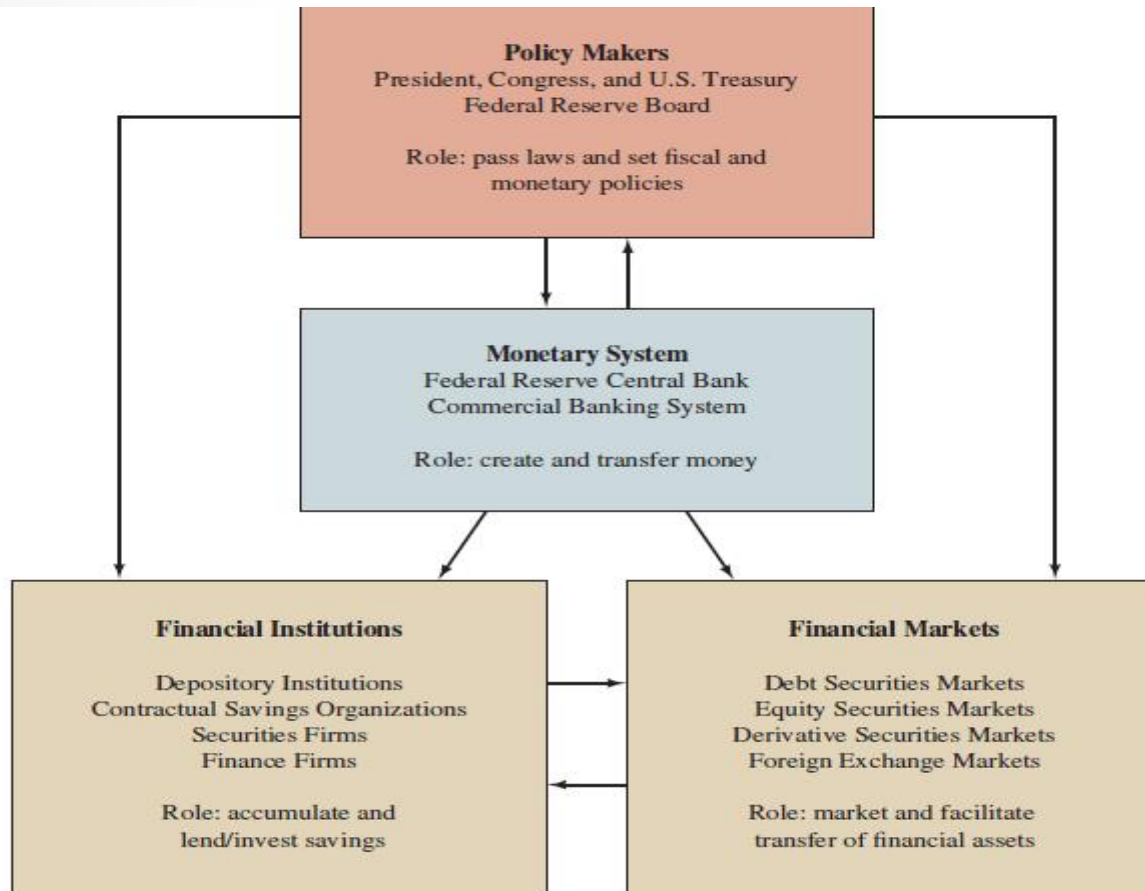 Policy Makers
President, Congress, and U.S. Treasury
Federal Reserve Board
Role: pass laws and set fiscal and
monetary policies
Monetary System
Federal Reserve Central Bank
Commercial Banking System
Role: create and transfer money
Financial Institutions
Depository Institutions
Contractual Savings Organizations
Securities Firms
Finance Firms
Role: accumulate and
lend/invest savings
Financial Markets
Debt Securities Markets
Equity Securities Markets
Derivative Securities Markets
Foreign Exchange Markets
Role: market and facilitate
transfer of financial assets